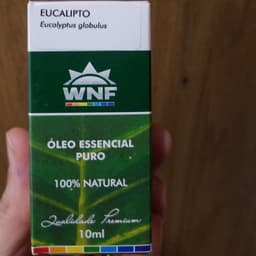 EUCALIPTO
Eucalyptus globulus
WNF
ÓLEO ESSENCIAL
PURO
100% NATURAL
Qualidade Premium
10ml